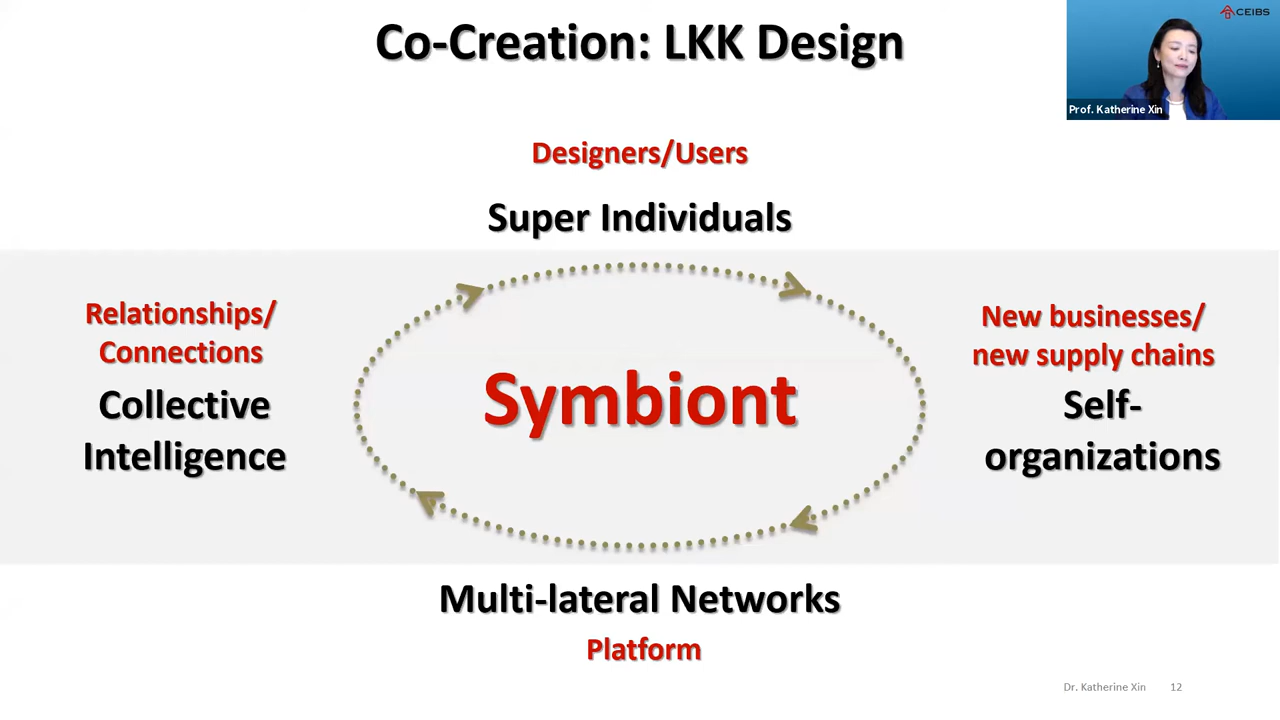 Co-Creation: LKK Design
CEIBS
Prof. Katherine Xin
Designers/Users
Super Individuals
Relationships/
Connections
Collective
Intelligence
Symbiont
New businesses/
new supply chains
Self-
organizations
Multi-lateral Networks
Platform
Dr. Katherine Xin 12